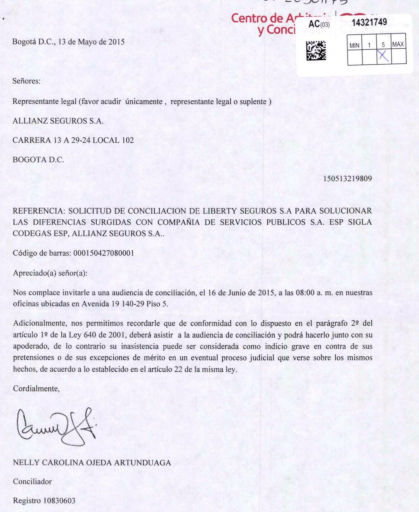 Centro de
y Conci
AC(03) 14321749
MIN 1 5 MAX
X
Bogotá D.C., 13 de Mayo de 2015
Señores:
Representante legal (favor acudir únicamente , representante legal o suplente )
ALLIANZ SEGUROS S.A.
CARRERA 13 A 29-24 LOCAL 102
BOGOTA D.C.
150513219809
REFERENCIA: SOLICITUD DE CONCILIACION DE LIBERTY SEGUROS S.A PARA SOLUCIONAR
LAS DIFERENCIAS SURGIDAS CON COMPAÑIA DE SERVICIOS PUBLICOS S.A. ESP SIGLA
CODEGAS ESP, ALLIANZ SEGUROS S.A..
Código de barras: 000150427080001
Apreciado(a) señor(a):
Nos complace invitarle a una audiencia de conciliación, el 16 de Junio de 2015, a las 08:00 a. m. en nuestras
oficinas ubicadas en Avenida 19 140-29 Piso 5.
Adicionalmente, nos permitimos recordarle que de conformidad con lo dispuesto en el parágrafo 2º del
artículo 1º de la Ley 640 de 2001, deberá asistir a la audiencia de conciliación y podrá hacerlo junto con su
apoderado, de lo contrario su inasistencia puede ser considerada como indicio grave en contra de sus
pretensiones o de sus excepciones de mérito en un eventual proceso judicial que verse sobre los mismos
hechos, de acuerdo a lo establecido en el artículo 22 de la misma ley.
Cordialmente,
NELLY CAROLINA OJEDA ARTUNDUAGA
Conciliador
Registro 10830603